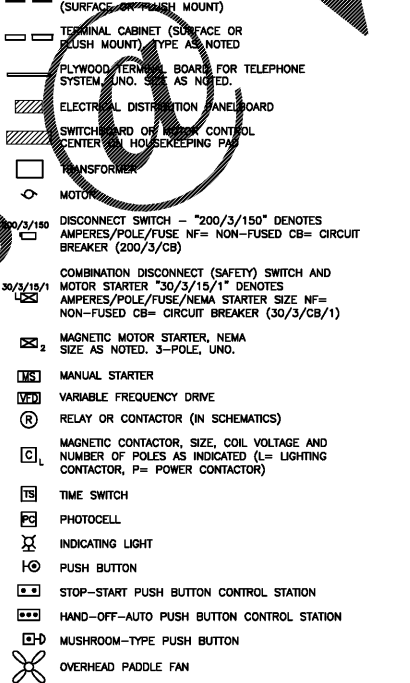 (SURFACE OR FLUSH MOUNT)
TERMINAL CABINET (SURFACE OR
FLUSH MOUNT), TYPE AS NOTED
PLYWOOD TERMINAL BOARD FOR TELEPHONE
SYSTEM, UNO. SIZE AS NOTED.
ELECTRICAL DISTRIBUTION PANELBOARD
SWITCHBOARD OR MOTOR CONTROL
CENTER ON HOUSEKEEPING PAD
TRANSFORMER
MOTOR
200/3/150 DISCONNECT SWITCH – "200/3/150" DENOTES
AMPERES/POLE/FUSE NF= NON-FUSED CB= CIRCUIT
BREAKER (200/3/CB)
COMBINATION DISCONNECT (SAFETY) SWITCH AND
30/3/15/1 MOTOR STARTER "30/3/15/1" DENOTES
AMPERES/POLE/FUSE/NEMA STARTER SIZE NF=
NON-FUSED CB= CIRCUIT BREAKER (30/3/CB/1)
MAGNETIC MOTOR STARTER, NEMA
2 SIZE AS NOTED. 3-POLE, UNO.
MS MANUAL STARTER
VFD VARIABLE FREQUENCY DRIVE
R RELAY OR CONTACTOR (IN SCHEMATICS)
MAGNETIC CONTACTOR, SIZE, COIL VOLTAGE AND
C L NUMBER OF POLES AS INDICATED (L= LIGHTING
CONTACTOR, P= POWER CONTACTOR)
TS TIME SWITCH
PC PHOTOCELL
INDICATING LIGHT
PUSH BUTTON
STOP-START PUSH BUTTON CONTROL STATION
HAND-OFF-AUTO PUSH BUTTON CONTROL STATION
MUSHROOM-TYPE PUSH BUTTON
OVERHEAD PADDLE FAN
@